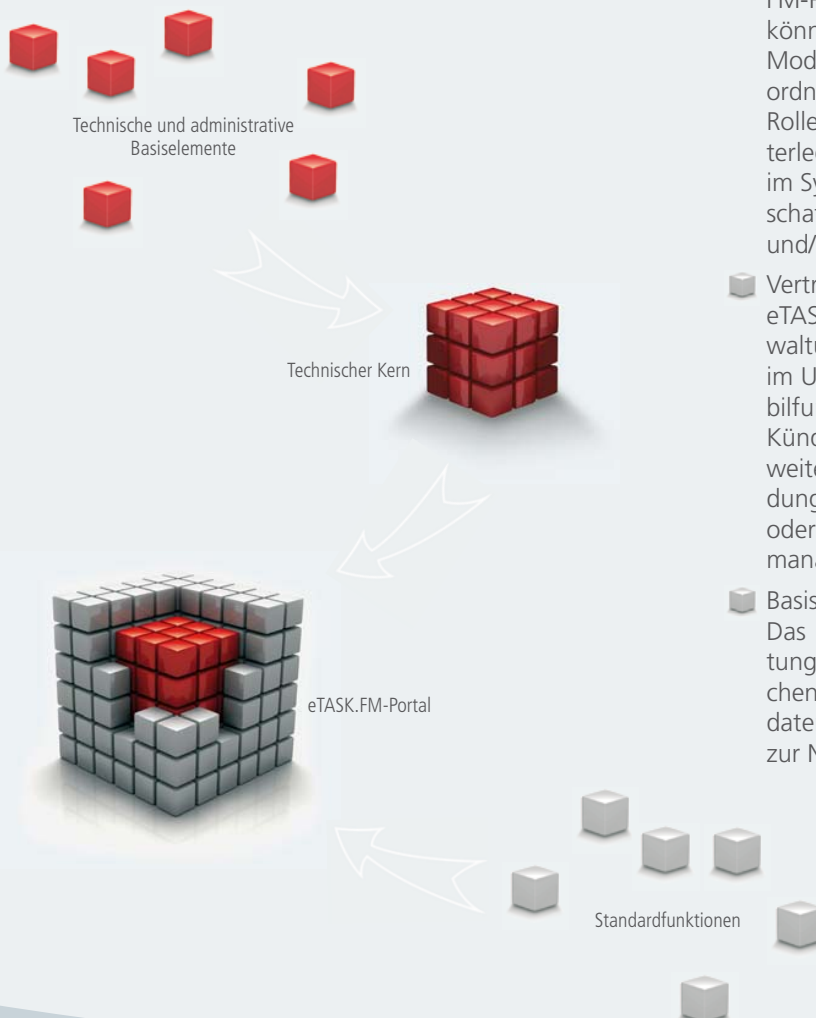 Technische und administrative
Basiselemente
Technischer Kern
eTASK.FM-Portal
Standardfunktionen
könn
Mod
ordn
Rolle
terle
im Sy
scha
und/
Vertr
eTAS
waltu
im U
bilfu
Künd
weite
dung
oder
mana
Basis
Das
tung
chen
date
zur N